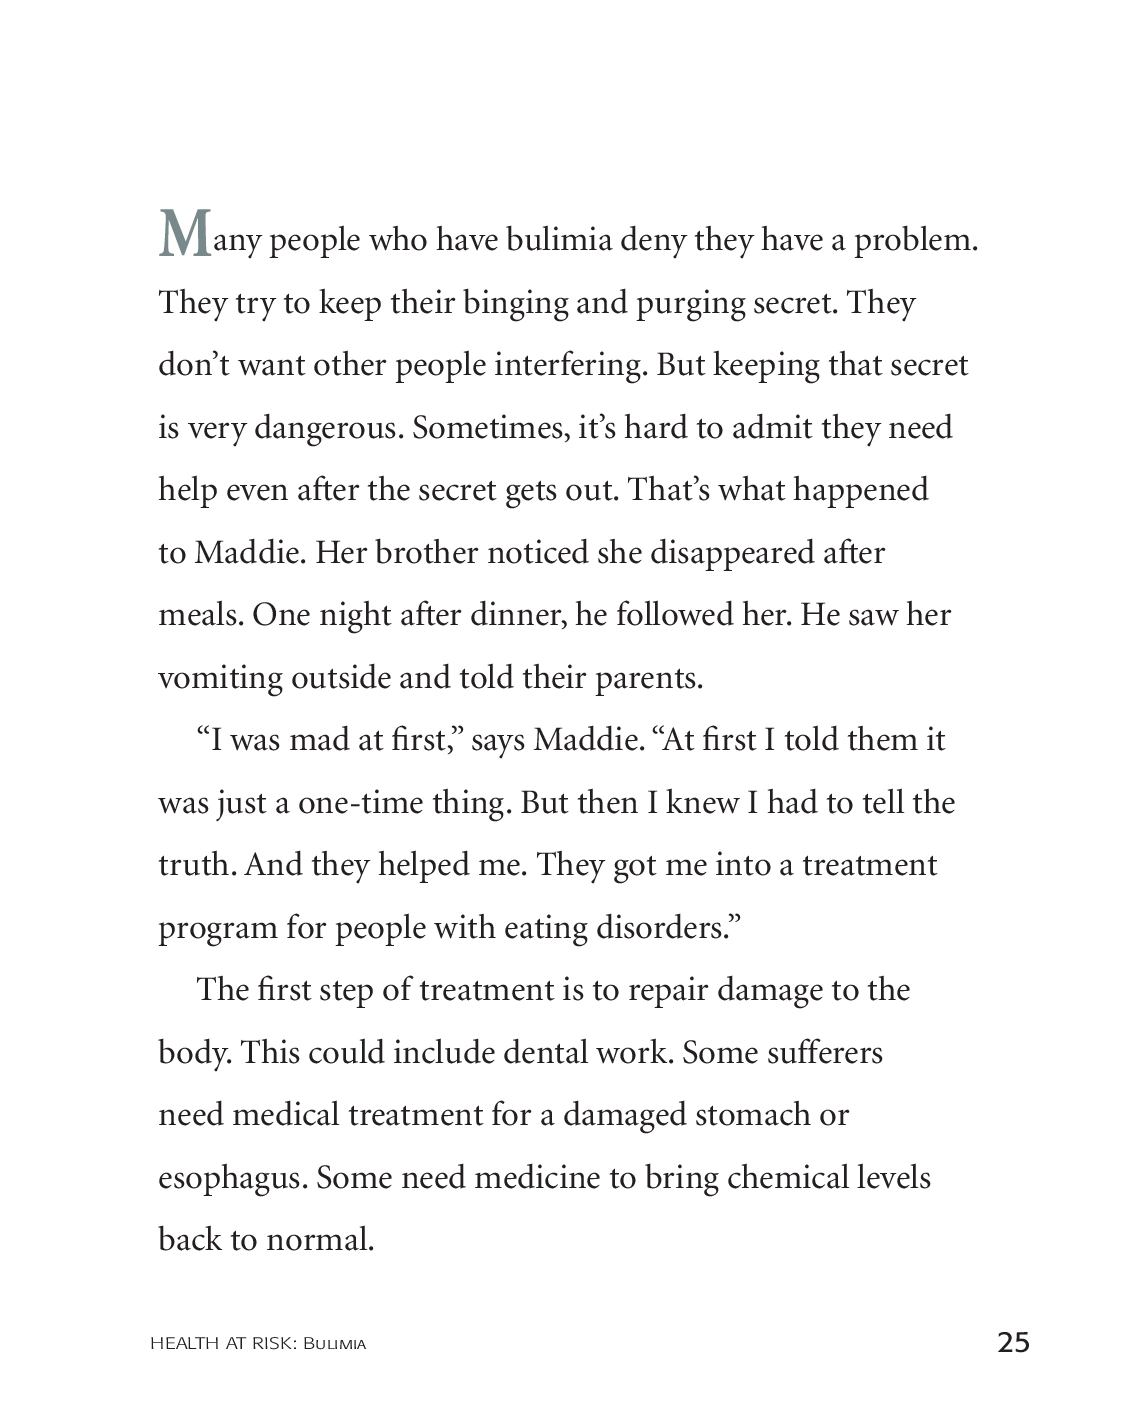 Many people who have bulimia deny they have a problem.
They try to keep their binging and purging secret. They
don’t want other people interfering. But keeping that secret
is very dangerous. Sometimes, it’s hard to admit they need
help even after the secret gets out. That’s what happened
to Maddie. Her brother noticed she disappeared after
meals. One night after dinner, he followed her. He saw her
vomiting outside and told their parents.
“I was mad at first,” says Maddie. “At first I told them it
was just a one-time thing. But then I knew I had to tell the
truth. And they helped me. They got me into a treatment
program for people with eating disorders.”
The first step of treatment is to repair damage to the
body. This could include dental work. Some sufferers
need medical treatment for a damaged stomach or
esophagus. Some need medicine to bring chemical levels
back to normal.
HEALTH AT RISK: Bulimia 25